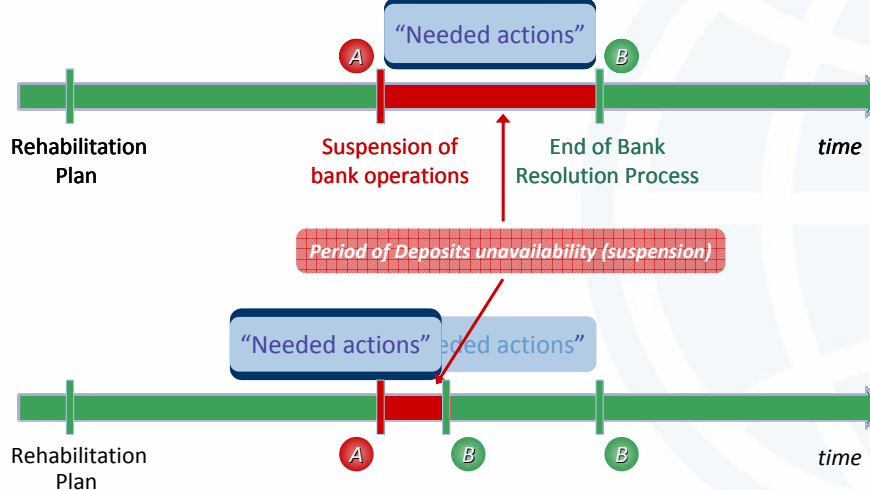 “Needed actions”
A
B
Rehabilitation
Plan
Suspension of
bank operations
End of Bank
Resolution Process
time
Period of Deposits unavailability (suspension)
“Needed actions”
eded actions”
A
B
B
Rehabilitation
Plan
time